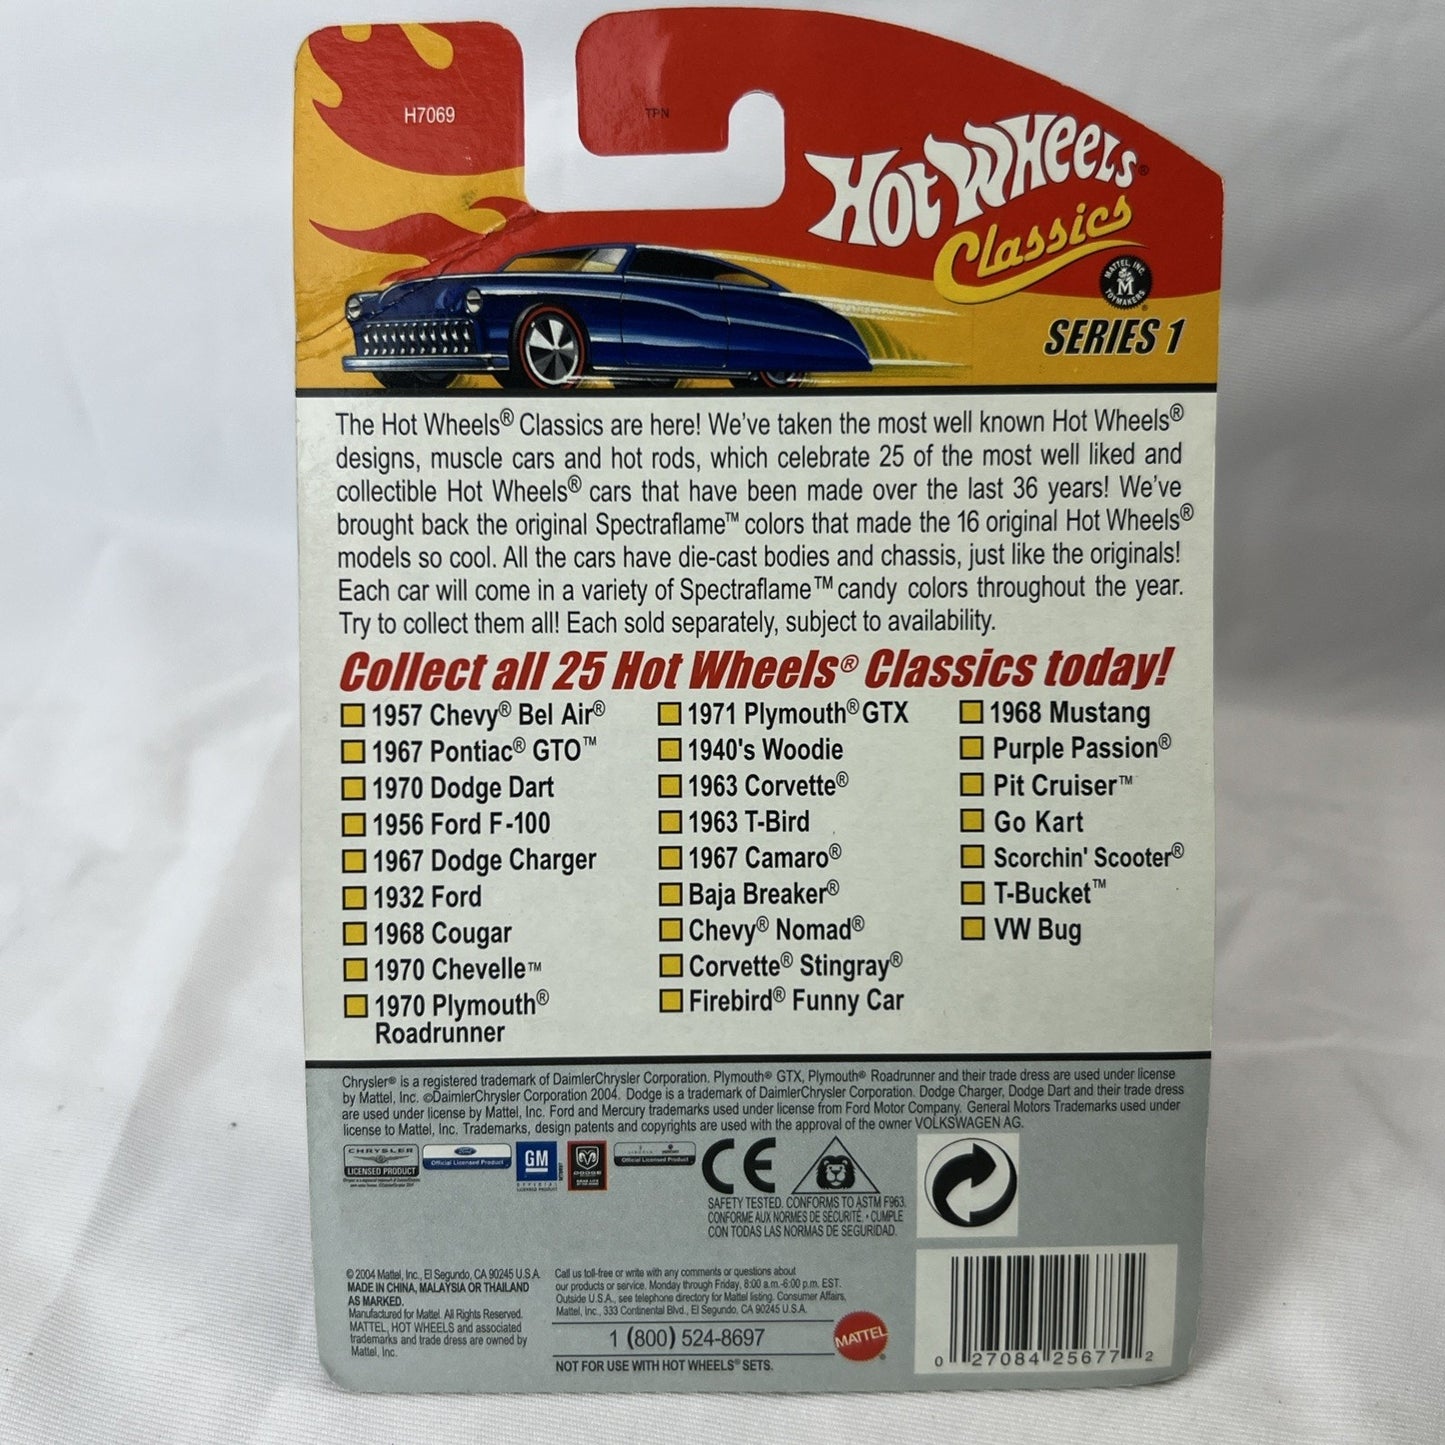 H7069
TPN
Hot Wheels®
Classics
MATTEL, INC.
M
TOYMAKERS
SERIES 1
The Hot Wheels® Classics are here! We've taken the most well known Hot Wheels®
designs, muscle cars and hot rods, which celebrate 25 of the most well liked and
collectible Hot Wheels® cars that have been made over the last 36 years! We've
brought back the original Spectraflame™ colors that made the 16 original Hot Wheels®
models so cool. All the cars have die-cast bodies and chassis, just like the originals!
Each car will come in a variety of Spectraflame™ candy colors throughout the year.
Try to collect them all! Each sold separately, subject to availability.
Collect all 25 Hot Wheels® Classics today!
1957 Chevy® Bel Air®
1967 Pontiac® GTO™
1970 Dodge Dart
1956 Ford F-100
1967 Dodge Charger
1932 Ford
1968 Cougar
1970 Chevelle™
1970 Plymouth®
Roadrunner
1971 Plymouth® GTX
1940's Woodie
1963 Corvette®
1963 T-Bird
1967 Camaro®
Baja Breaker®
Chevy® Nomad®
Corvette® Stingray®
Firebird® Funny Car
1968 Mustang
Purple Passion®
Pit Cruiser™
Go Kart
Scorchin' Scooter®
T-Bucket™
VW Bug
Chrysler® is a registered trademark of DaimlerChrysler Corporation. Plymouth® GTX, Plymouth® Roadrunner and their trade dress are used under license
by Mattel, Inc. ©DaimlerChrysler Corporation 2004. Dodge is a trademark of DaimlerChrysler Corporation. Dodge Charger, Dodge Dart and their trade dress
are used under license by Mattel, Inc. Ford and Mercury trademarks used under license from Ford Motor Company. General Motors Trademarks used under
license to Mattel, Inc. Trademarks, design patents and copyrights are used with the approval of the owner VOLKSWAGEN AG.
CHRYSLER
LICENSED PRODUCT
Ford
Official Licensed Product
GM
OFFICIAL
LICENSED PRODUCT
DODGE
Official Licensed Product
CE
SAFETY TESTED. CONFORMS TO ASTM F963.
CONFORME AUX NORMES DE SÉCURITÉ. • CUMPLE
CON TODAS LAS NORMAS DE SEGURIDAD.
© 2004 Mattel, Inc., El Segundo, CA 90245 U.S.A.
MADE IN CHINA, MALAYSIA OR THAILAND
AS MARKED.
Manufactured for Mattel. All Rights Reserved.
MATTEL, HOT WHEELS and associated
trademarks and trade dress are owned by
Mattel, Inc.
Call us toll-free or write with any comments or questions about
our products or service. Monday through Friday, 8:00 a.m.-6:00 p.m. EST.
Outside U.S.A., see telephone directory for Mattel listing. Consumer Affairs,
Mattel, Inc., 333 Continental Blvd., El Segundo, CA 90245 U.S.A.
1 (800) 524-8697
NOT FOR USE WITH HOT WHEELS® SETS.
MATTEL®
0 27084 25677 2